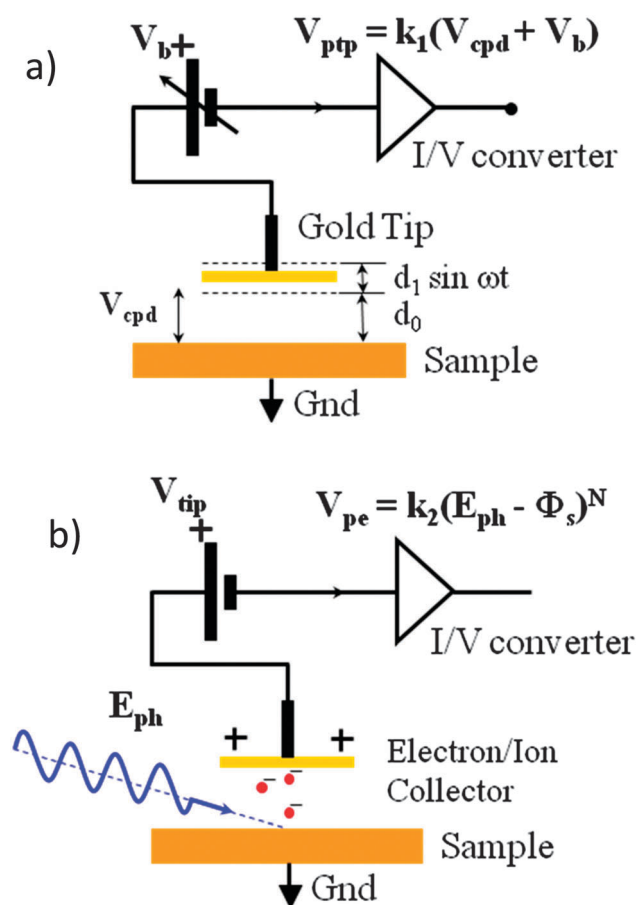 a)
V_b+
V_ptp = k_1(V_cpd + V_b)
I/V converter
Gold Tip
d_1 sin ωt
V_cpd
d_0
Sample
Gnd
b)
V_tip
+
V_pe = k_2(E_ph - Φ_s)^N
I/V converter
E_ph
+ +
Electron/Ion
Collector
−
−
−
Sample
Gnd